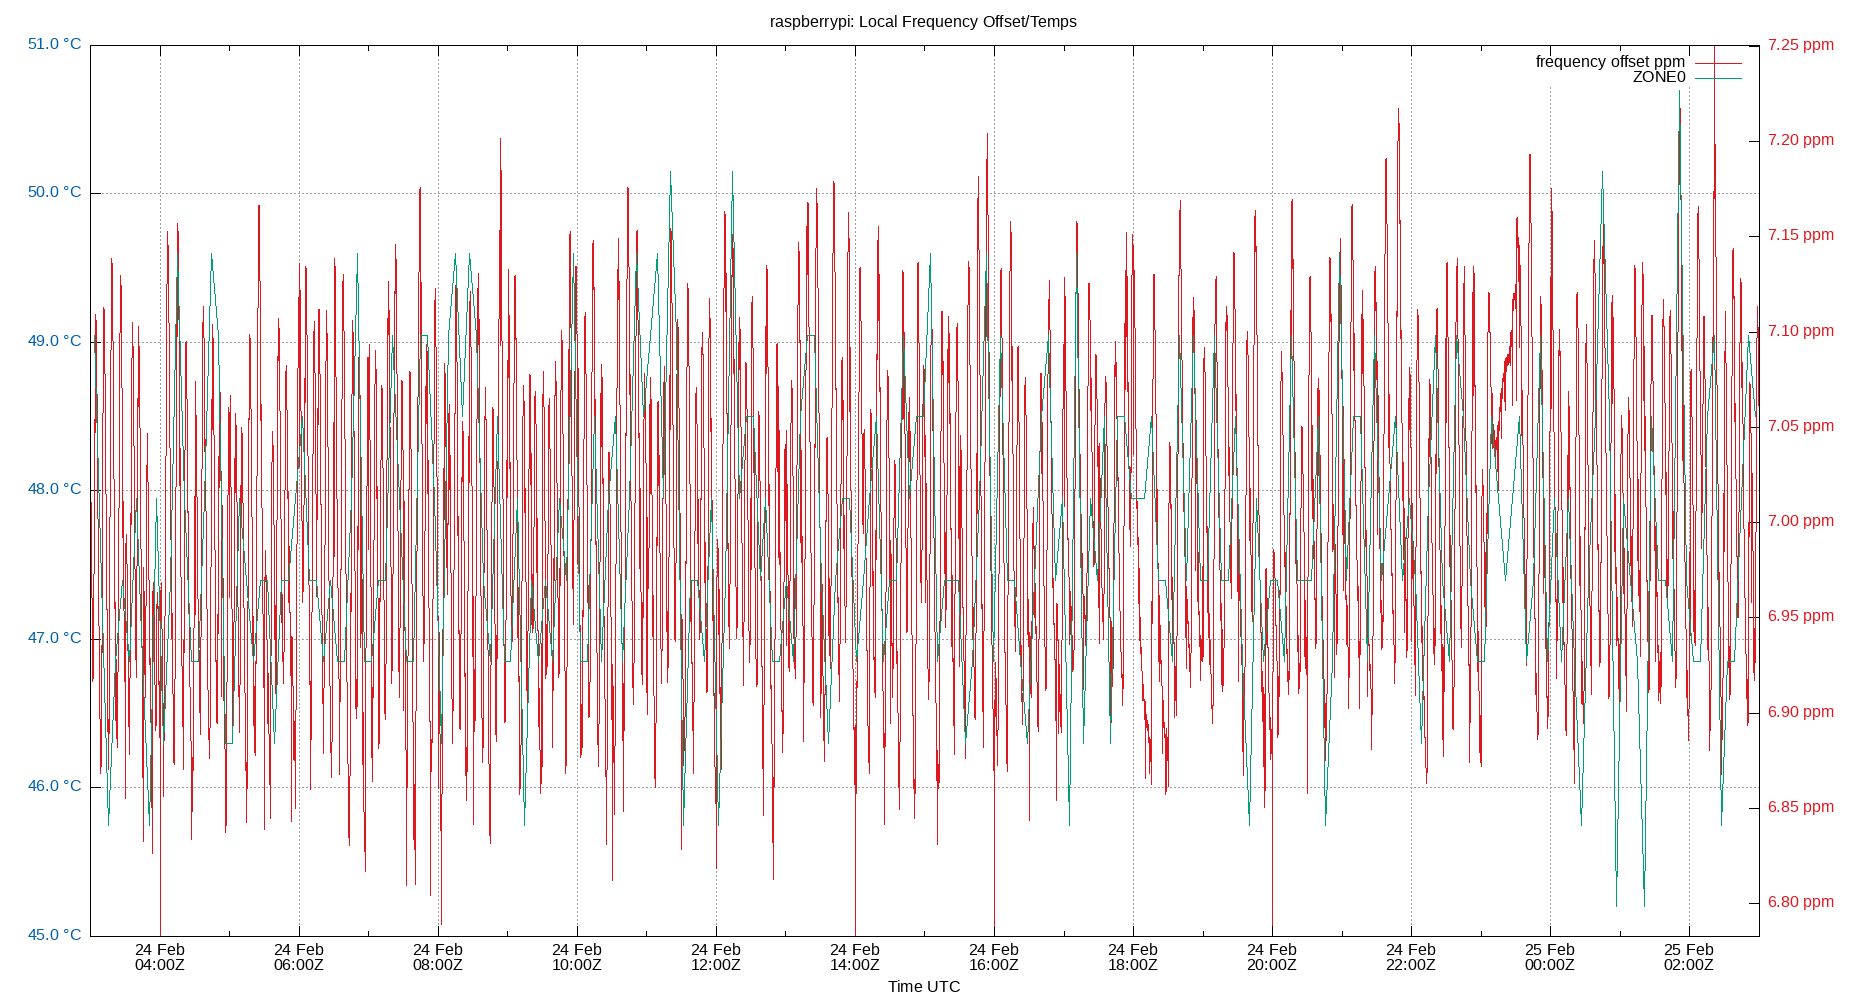 raspberrypi: Local Frequency Offset/Temps
51.0 °C
50.0 °C
49.0 °C
48.0 °C
47.0 °C
46.0 °C
45.0 °C
7.25 ppm
7.20 ppm
7.15 ppm
7.10 ppm
7.05 ppm
7.00 ppm
6.95 ppm
6.90 ppm
6.85 ppm
6.80 ppm
frequency offset ppm
ZONE0
24 Feb
04:00Z
24 Feb
06:00Z
24 Feb
08:00Z
24 Feb
10:00Z
24 Feb
12:00Z
24 Feb
14:00Z
24 Feb
16:00Z
24 Feb
18:00Z
24 Feb
20:00Z
24 Feb
22:00Z
25 Feb
00:00Z
25 Feb
02:00Z
Time UTC